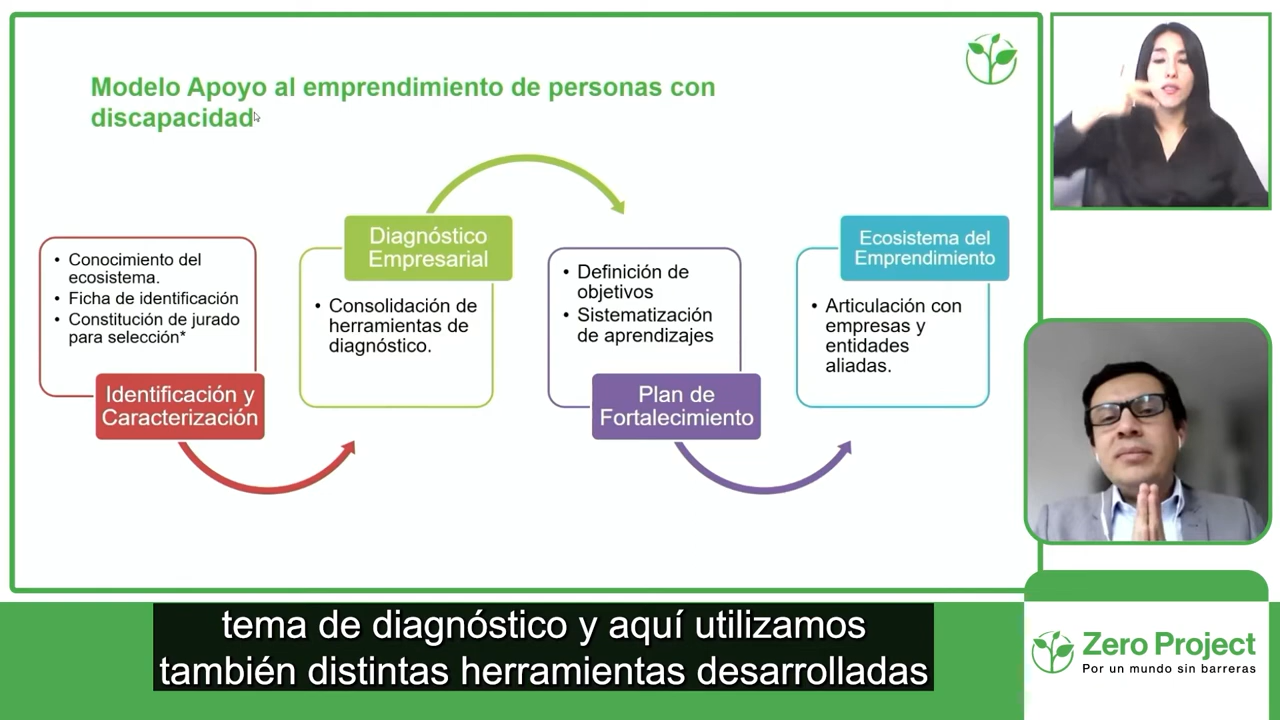 Modelo Apoyo al emprendimiento de personas con
discapacidad
• Conocimiento del
ecosistema.
• Ficha de identificación
• Constitución de jurado
para selección*
Identificación y
Caracterización
Diagnóstico
Empresarial
• Consolidación de
herramientas de
diagnóstico.
• Definición de
objetivos
• Sistematización
de aprendizajes
Plan de
Fortalecimiento
Ecosistema del
Emprendimiento
• Articulación con
empresas y
entidades
aliadas.
tema de diagnóstico y aquí utilizamos
también distintas herramientas desarrolladas
Zero Project
Por un mundo sin barreras